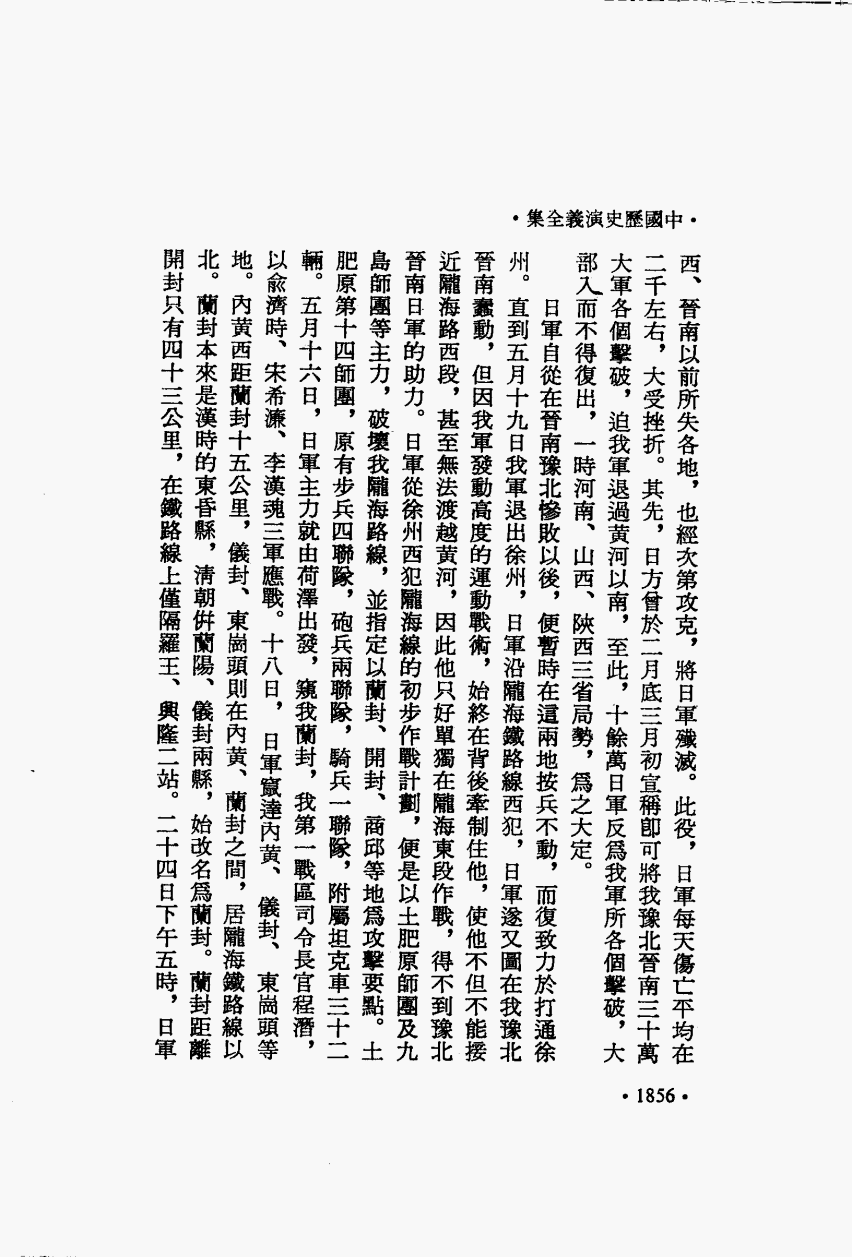 •中國歷史演義全集•
西、晉南以前所失各地，也經次第攻克，將日軍殲滅。此役，日軍每天傷亡平均在
二千左右，大受挫折。其先，日方曾於二月底三月初宣稱卽可將我豫北晉南三十萬
大軍各個擊破，迫我軍退過黃河以南，至此，十餘萬日軍反爲我軍所各個擊破，大
部入而不得復出，一時河南、山西、陝西三省局勢，爲之大定。
日軍自從在晉南豫北慘敗以後，便暫時在這兩地按兵不動，而復致力於打通徐
州。直到五月十九日我軍退出徐州，日軍沿隴海鐵路線西犯，日軍遂又圖在我豫北
晉南蠢動，但因我軍發動高度的運動戰術，始終在背後牽制住他，使他不但不能接
近隴海路西段，甚至無法渡越黃河，因此他只好單獨在隴海東段作戰，得不到豫北
晉南日軍的助力。日軍從徐州西犯隴海線的初步作戰計劃，便是以土肥原師團及九
島師團等主力，破壞我隴海路線，並指定以蘭封、開封、商邱等地爲攻擊要點。土
肥原第十四師團，原有步兵四聯隊，砲兵兩聯隊，騎兵一聯隊，附屬坦克車三十二
輛。五月十六日，日軍主力就由荷澤出發，窺我蘭封，我第一戰區司令長官程潛，
以俞濟時、宋希濂、李漢魂三軍應戰。十八日，日軍竄達內黃、儀封、東崗頭等
地。內黃西距蘭封十五公里，儀封、東崗頭則在內黃、蘭封之間，居隴海鐵路線以
北。蘭封本來是漢時的東昏縣，淸朝倂蘭陽、儀封兩縣，始改名爲蘭封。蘭封距離
開封只有四十三公里，在鐵路線上僅隔羅王、興隆二站。二十四日下午五時，日軍
•1856•